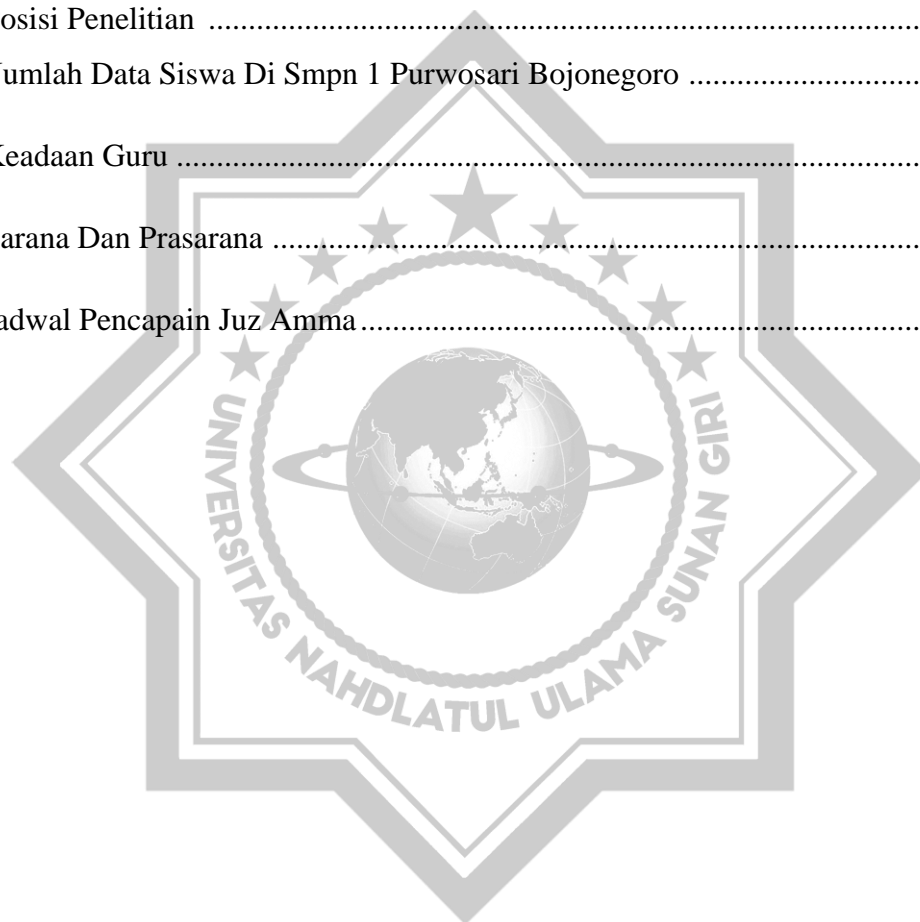 osisi Penelitian ........................................................................................
Jumlah Data Siswa Di Smpn 1 Purwosari Bojonegoro .............................
Keadaan Guru ............................................................................................
arana Dan Prasarana .................................................................................
adwal Pencapain Juz Amma .....................................................................
UNIVERSITAS NAHDLATUL ULAMA SUNAN GIRI